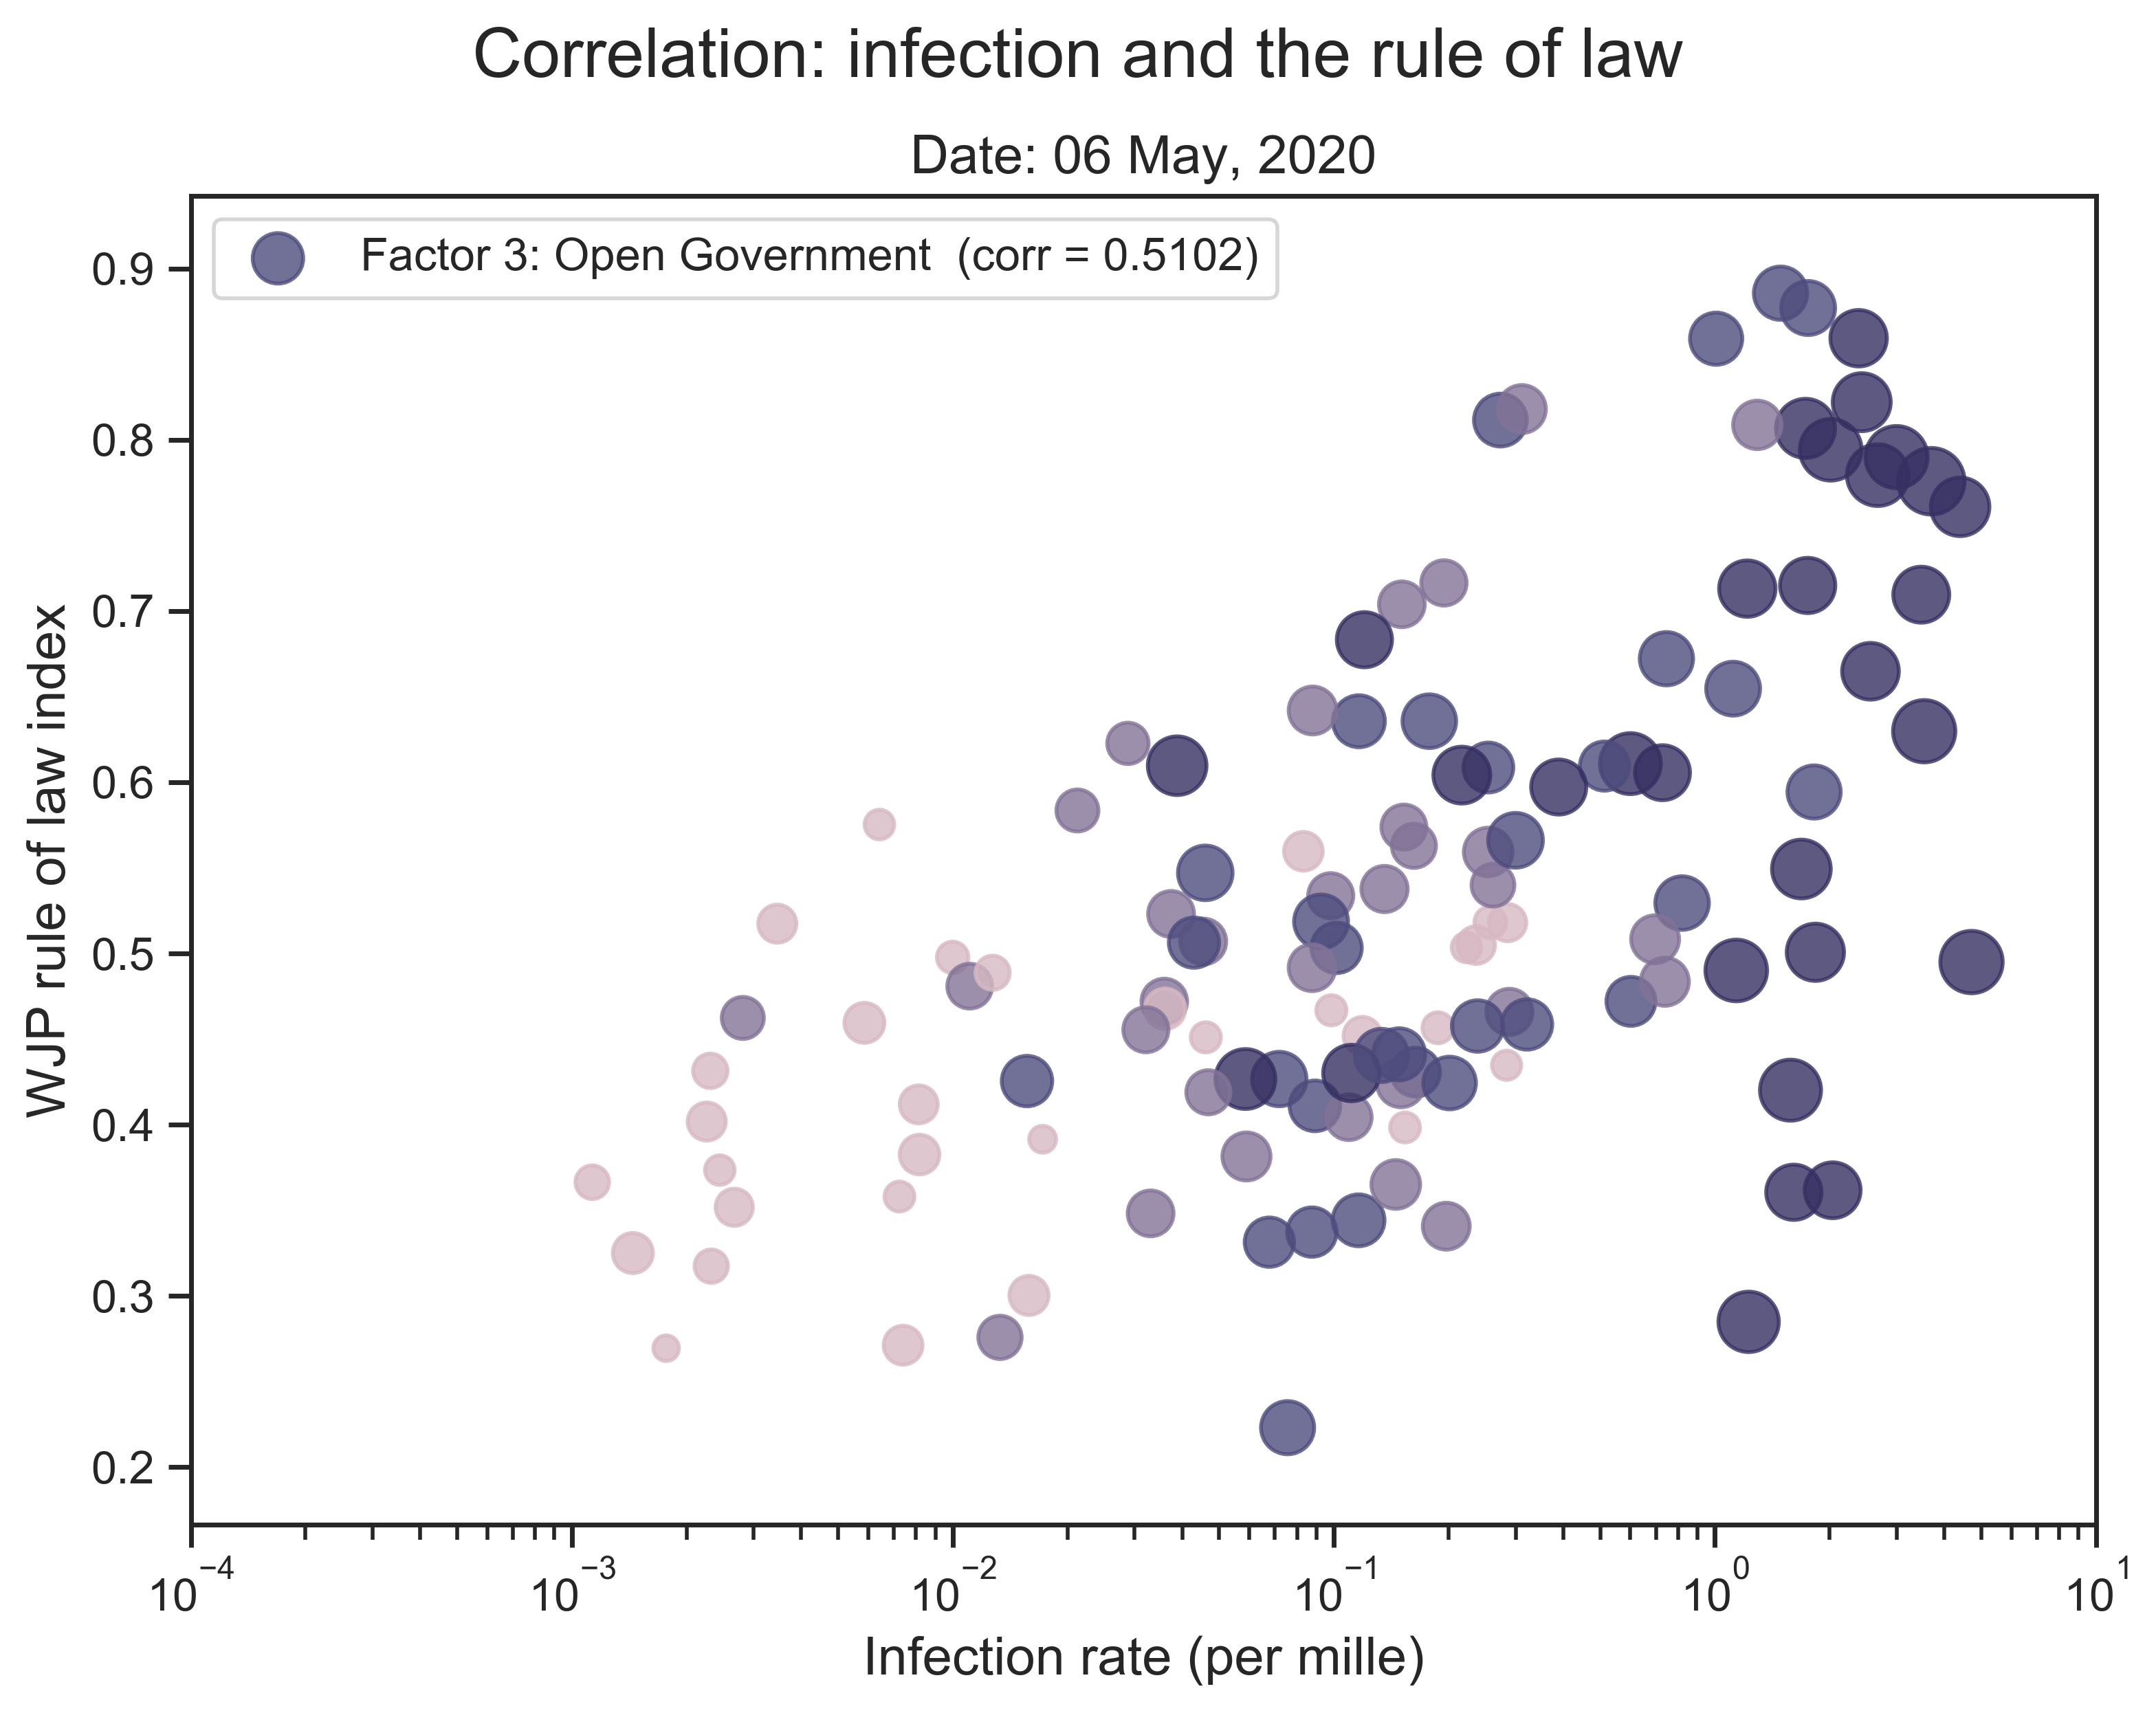 Correlation: infection and the rule of law
Date: 06 May, 2020
Factor 3: Open Government (corr = 0.5102)
WJP rule of law index
0.9
0.8
0.7
0.6
0.5
0.4
0.3
0.2
10⁻⁴ 10⁻³ 10⁻² 10⁻¹ 10⁰ 10¹
Infection rate (per mille)